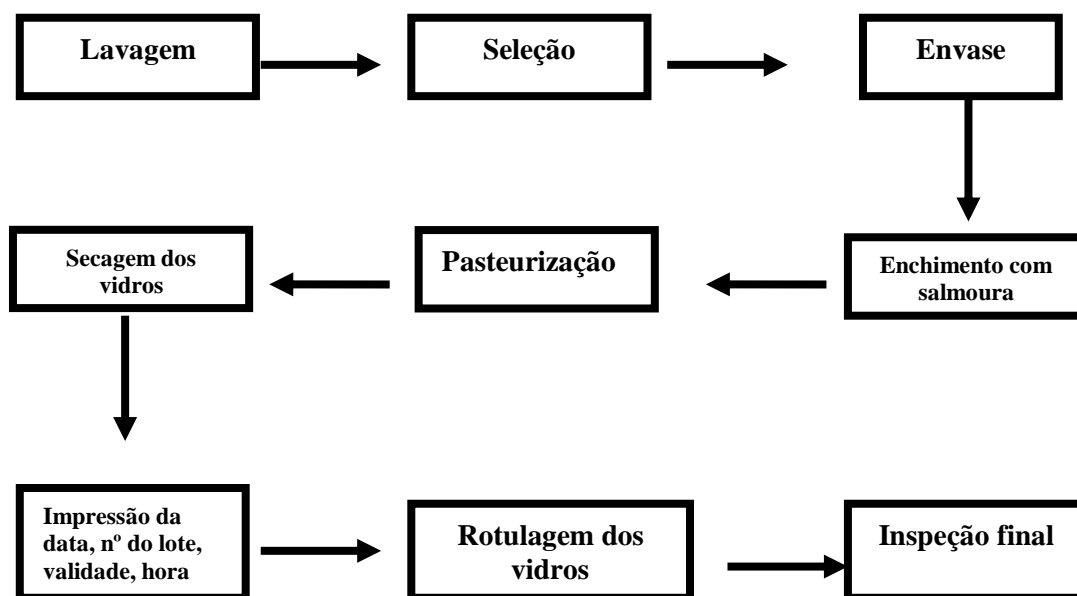 Lavagem
Seleção
Envase
Enchimento com
salmoura
Pasteurização
Secagem dos
vidros
Impressão da
data, nº do lote,
validade, hora
Rotulagem dos
vidros
Inspeção final